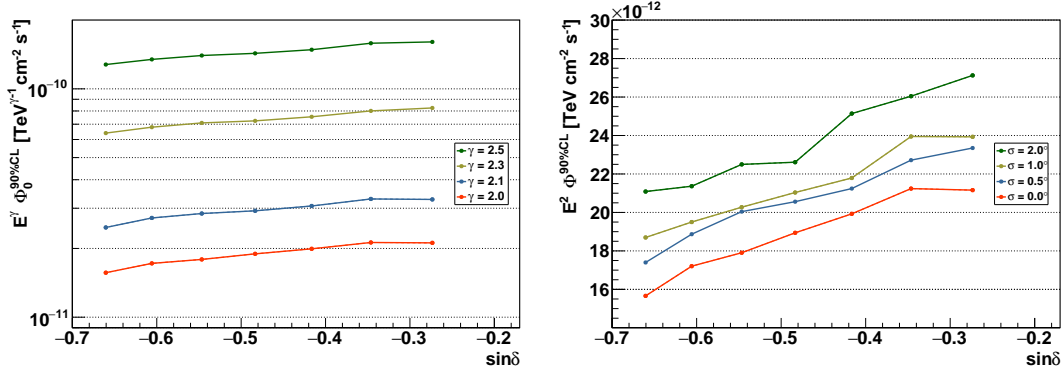 E^γ Φ_0^{90%CL} [TeV^{γ-1} cm^{-2} s^{-1}]
10^{-10}
10^{-11}
γ = 2.5
γ = 2.3
γ = 2.1
γ = 2.0
−0.7 −0.6 −0.5 −0.4 −0.3 −0.2
sinδ
×10^{-12}
E^2 Φ^{90%CL} [TeV cm^{-2} s^{-1}]
30
28
26
24
22
20
18
16
14
σ = 2.0°
σ = 1.0°
σ = 0.5°
σ = 0.0°
−0.7 −0.6 −0.5 −0.4 −0.3 −0.2
sinδ